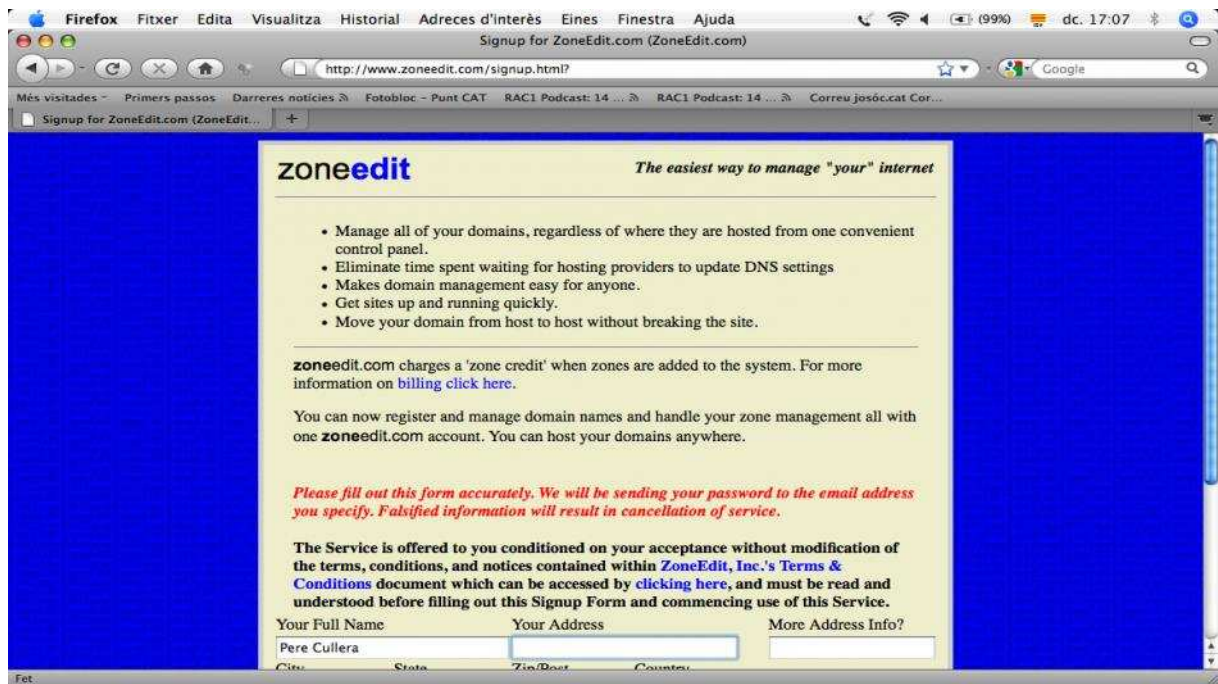 Firefox Fitxer Edita Visualitza Historial Adreces d'interès Eines Finestra Ajuda (99%) dc. 17:07
Signup for ZoneEdit.com (ZoneEdit.com)
http://www.zoneedit.com/signup.html? Google
Més visitades Primers passos Darreres notícies Fotobloc - Punt CAT RAC1 Podcast: 14 ... RAC1 Podcast: 14 ... Correu josóc.cat Cor...
Signup for ZoneEdit.com (ZoneEdit... +
zoneedit The easiest way to manage "your" internet
• Manage all of your domains, regardless of where they are hosted from one convenient
control panel.
• Eliminate time spent waiting for hosting providers to update DNS settings
• Makes domain management easy for anyone.
• Get sites up and running quickly.
• Move your domain from host to host without breaking the site.
zoneedit.com charges a 'zone credit' when zones are added to the system. For more
information on billing click here.
You can now register and manage domain names and handle your zone management all with
one zoneedit.com account. You can host your domains anywhere.
Please fill out this form accurately. We will be sending your password to the email address
you specify. Falsified information will result in cancellation of service.
The Service is offered to you conditioned on your acceptance without modification of
the terms, conditions, and notices contained within ZoneEdit, Inc.'s Terms &
Conditions document which can be accessed by clicking here, and must be read and
understood before filling out this Signup Form and commencing use of this Service.
Your Full Name Your Address More Address Info?
Pere Cullera
City State Zip/Post Country
Fet